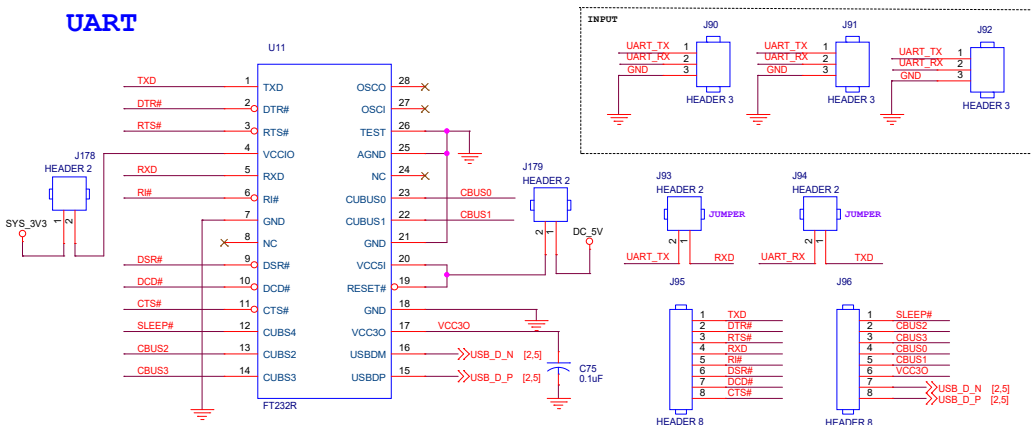 UART
INPUT
J90
UART_TX 1
UART_RX 2
GND 3
HEADER 3
J91
UART_TX 1
UART_RX 2
GND 3
HEADER 3
J92
UART_TX 1
UART_RX 2
GND 3
HEADER 3
U11
TXD 1 TXD
DTR# 2 DTR#
RTS# 3 RTS#
4 VCCIO
RXD 5 RXD
RI# 6 RI#
7 GND
8 NC
DSR# 9 DSR#
DCD# 10 DCD#
CTS# 11 CTS#
SLEEP# 12 CUBS4
CBUS2 13 CUBS2
CBUS3 14 CUBS3
OSCO 28
OSCI 27
TEST 26
AGND 25
NC 24
CUBUS0 23 CBUS0
CUBUS1 22 CBUS1
GND 21
VCC5I 20
RESET# 19
GND 18
VCC3O 17 VCC3O
USBDM 16 USB_D_N [2,5]
USBDP 15 USB_D_P [2,5]
FT232R
J178
HEADER 2
SYS_3V3
1 2
J179
HEADER 2
2 1
DC_5V
C75
0.1uF
J93
HEADER 2
JUMPER
2 1
UART_TX RXD
J94
HEADER 2
JUMPER
2 1
UART_RX TXD
J95
1 TXD
2 DTR#
3 RTS#
4 RXD
5 RI#
6 DSR#
7 DCD#
8 CTS#
HEADER 8
J96
1 SLEEP#
2 CBUS2
3 CBUS3
4 CBUS0
5 CBUS1
6 VCC3O
7 USB_D_N [2,5]
8 USB_D_P [2,5]
HEADER 8